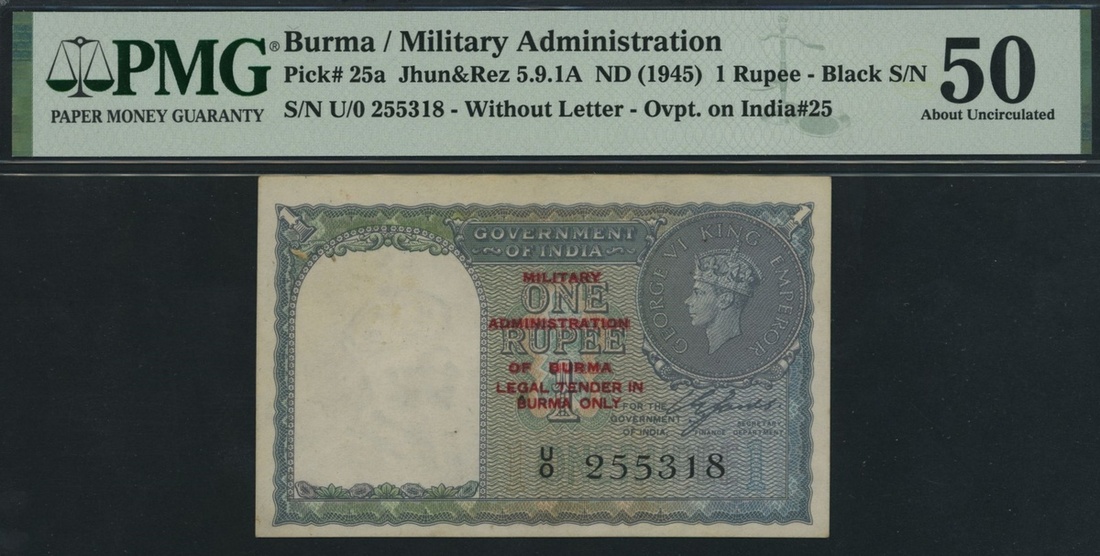 PMG®
PAPER MONEY GUARANTY
Burma / Military Administration
Pick# 25a Jhun&Rez 5.9.1A ND (1945) 1 Rupee - Black S/N
S/N U/0 255318 - Without Letter - Ovpt. on India#25
50
About Uncirculated
1
1
GOVERNMENT
OF INDIA
GEORGE VI KING EMPEROR
MILITARY
ONE
ADMINISTRATION
RUPEE
OF BURMA
1
LEGAL TENDER IN
BURMA ONLY
FOR THE
GOVERNMENT
OF INDIA.
SECRETARY
FINANCE DEPARTMENT
U/0 255318
1